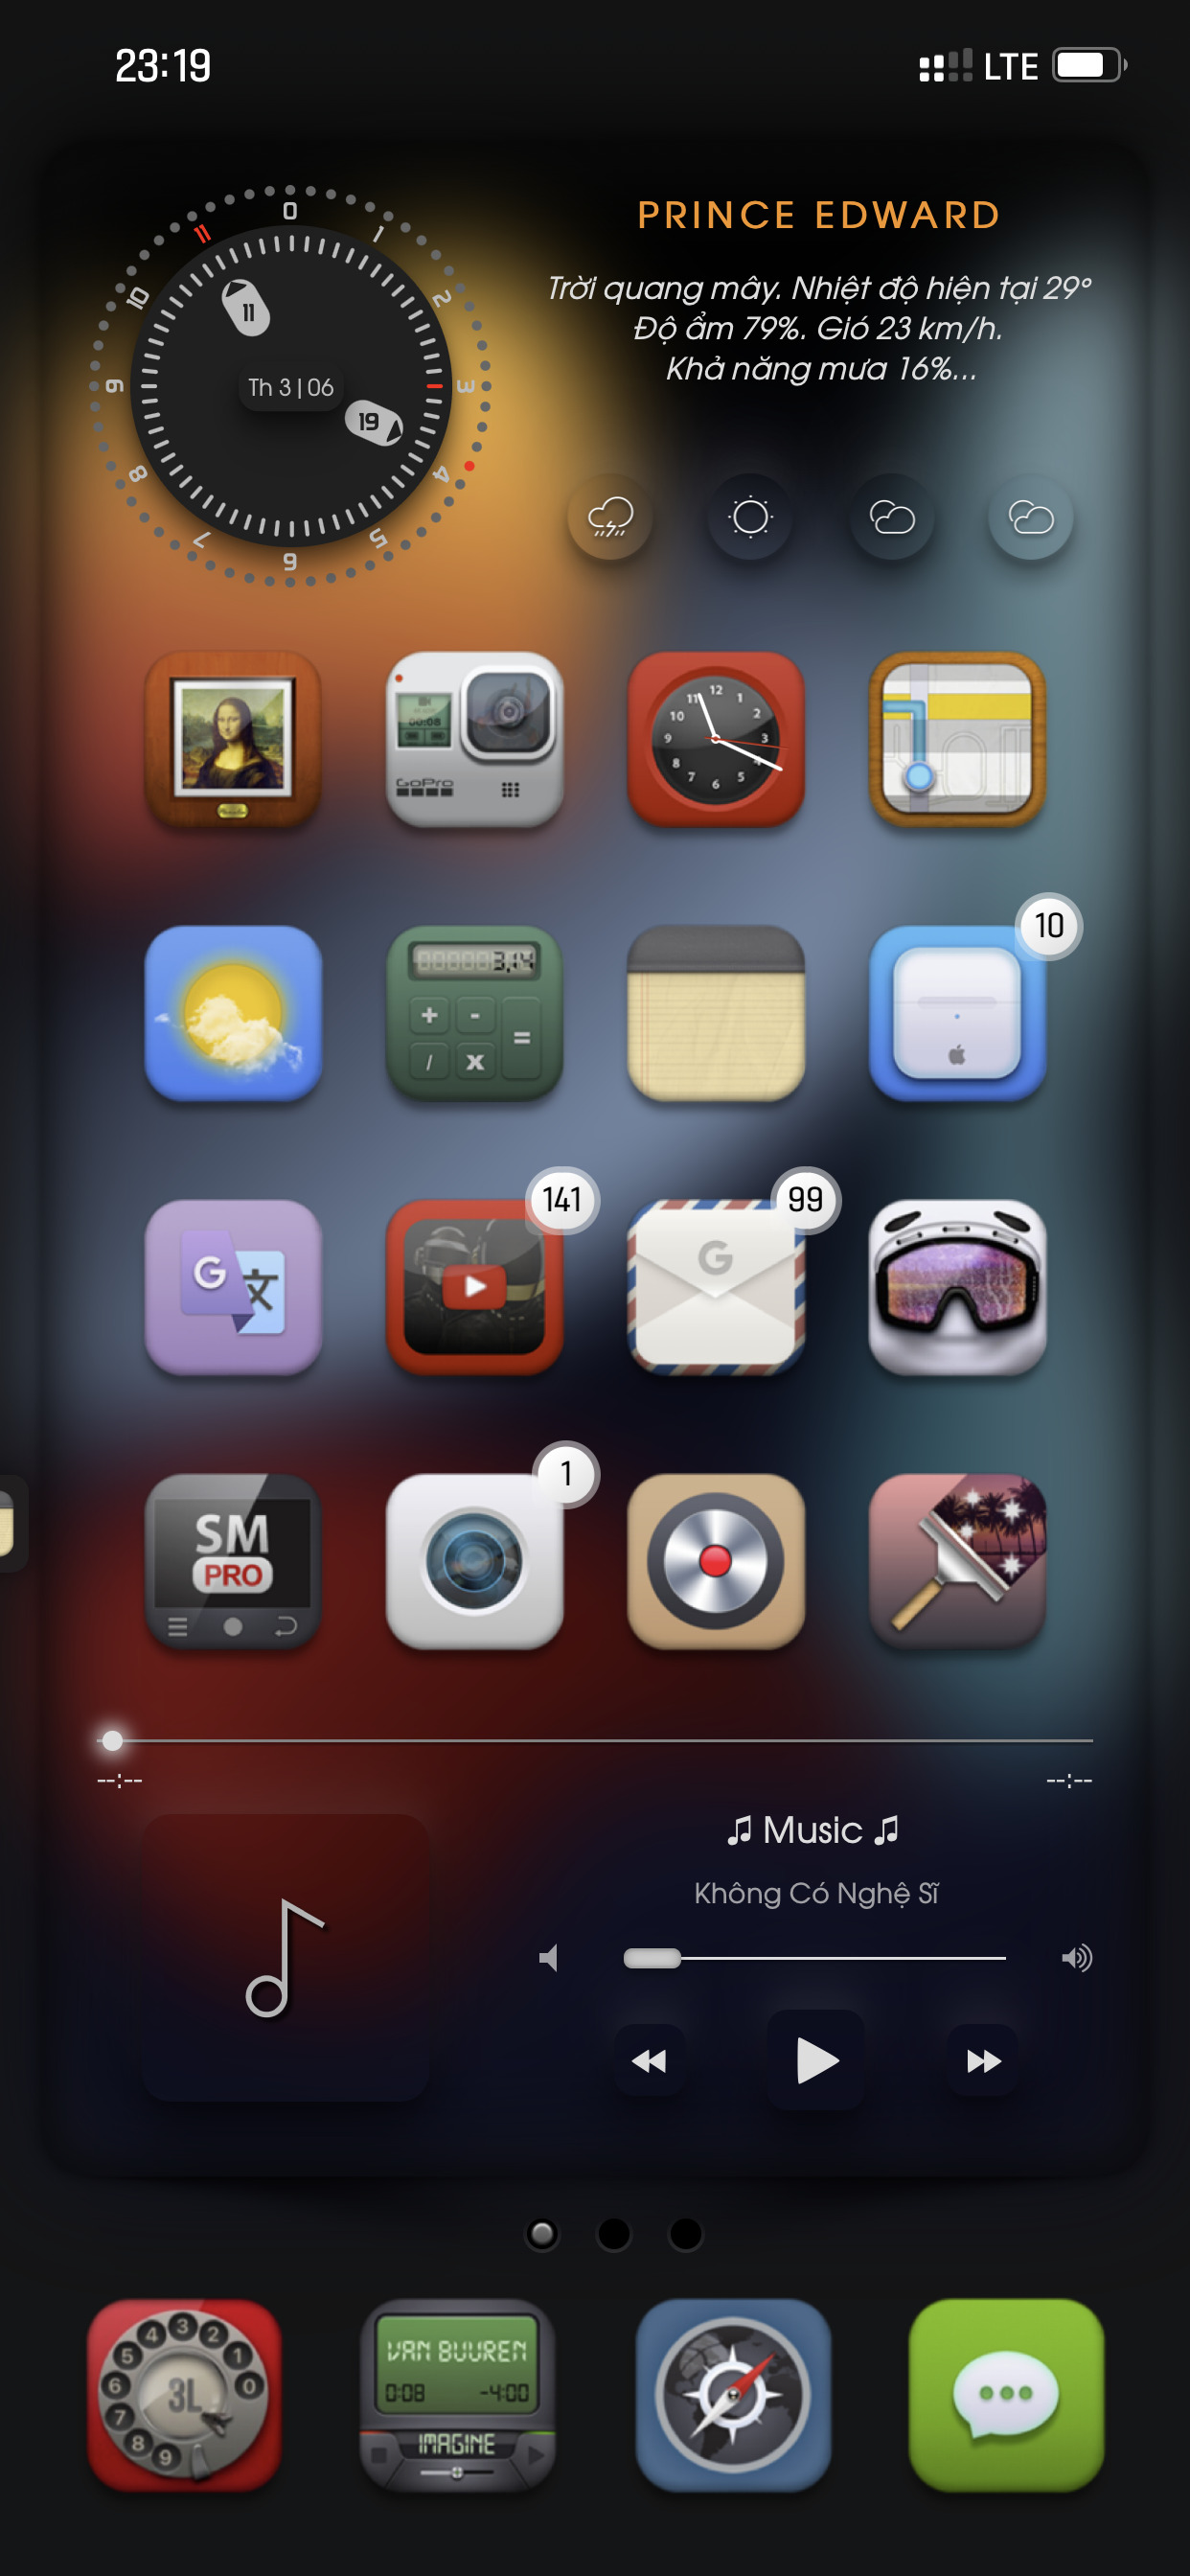 23:19
LTE
0
1
2
3
4
5
6
7
8
9
10
11
11
Th 3|06
19
PRINCE EDWARD
Trời quang mây. Nhiệt độ hiện tại 29°
Độ ẩm 79%. Gió 23 km/h.
Khả năng mưa 16%...
00:08
GoPro
12
1
2
3
4
5
6
7
8
9
10
11
3,14
+ -
=
/ x
10
G 文
141
G
99
SM
PRO
1
--:-- --:--
♫ Music ♫
Không Có Nghệ Sĩ
3 2 1 0
4 5 6 7 8 9
3L
VAN BUUREN
0:08 -4:00
IMAGINE